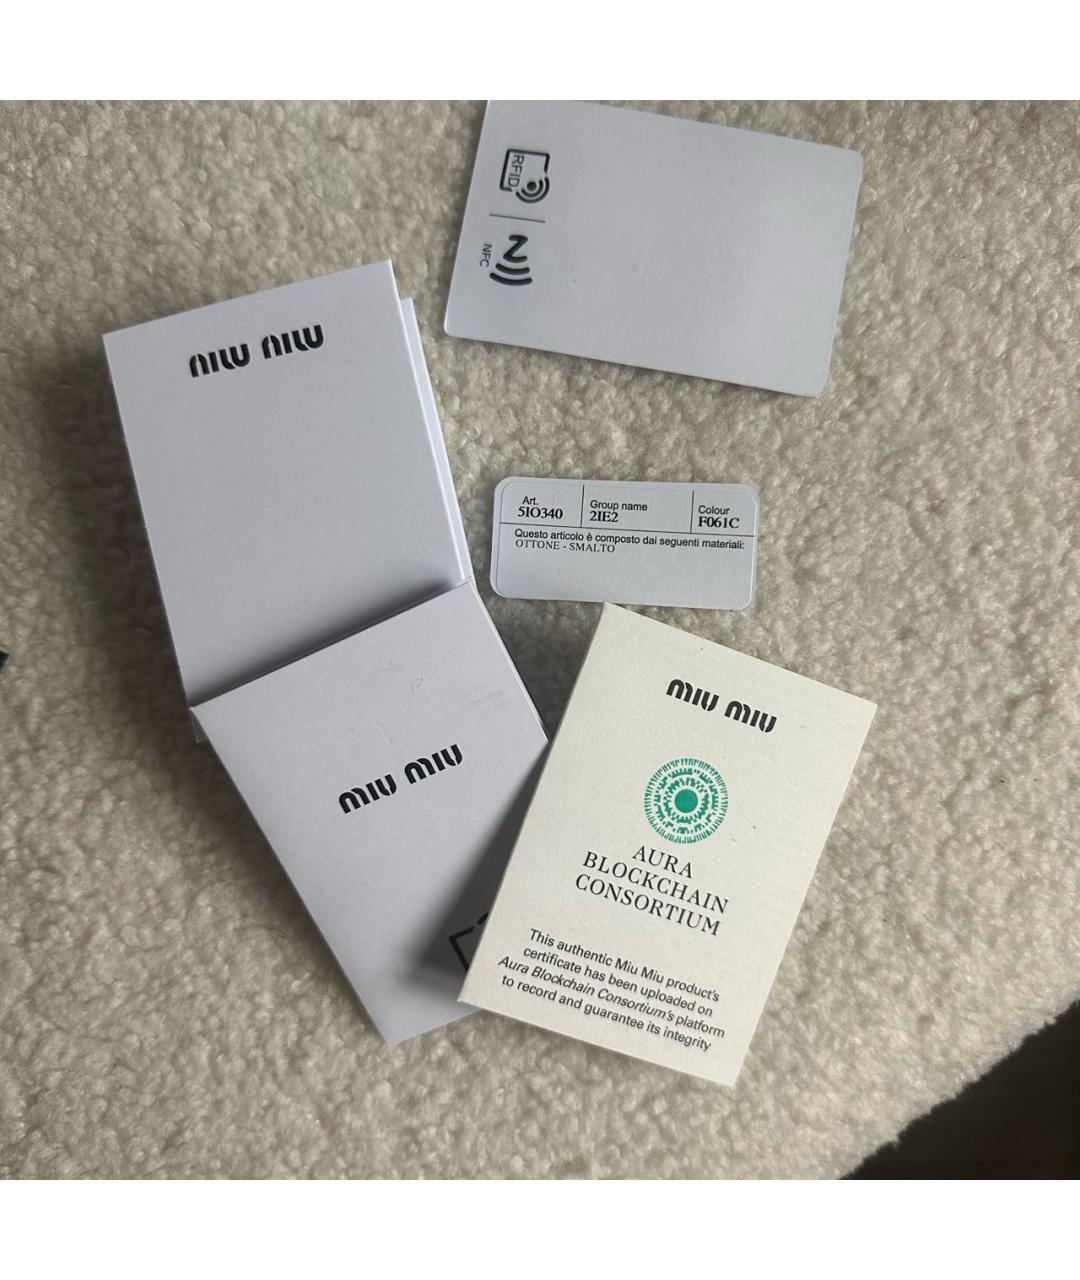 RFID
NFC
MIU MIU
Art.
5IO340
Group name
2IE2
Colour
F061C
Questo articolo è composto dai seguenti materiali:
OTTONE - SMALTO
MIU MIU
MIU MIU
AURA
BLOCKCHAIN
CONSORTIUM
This authentic Miu Miu product's
certificate has been uploaded on
Aura Blockchain Consortium's platform
to record and guarantee its integrity